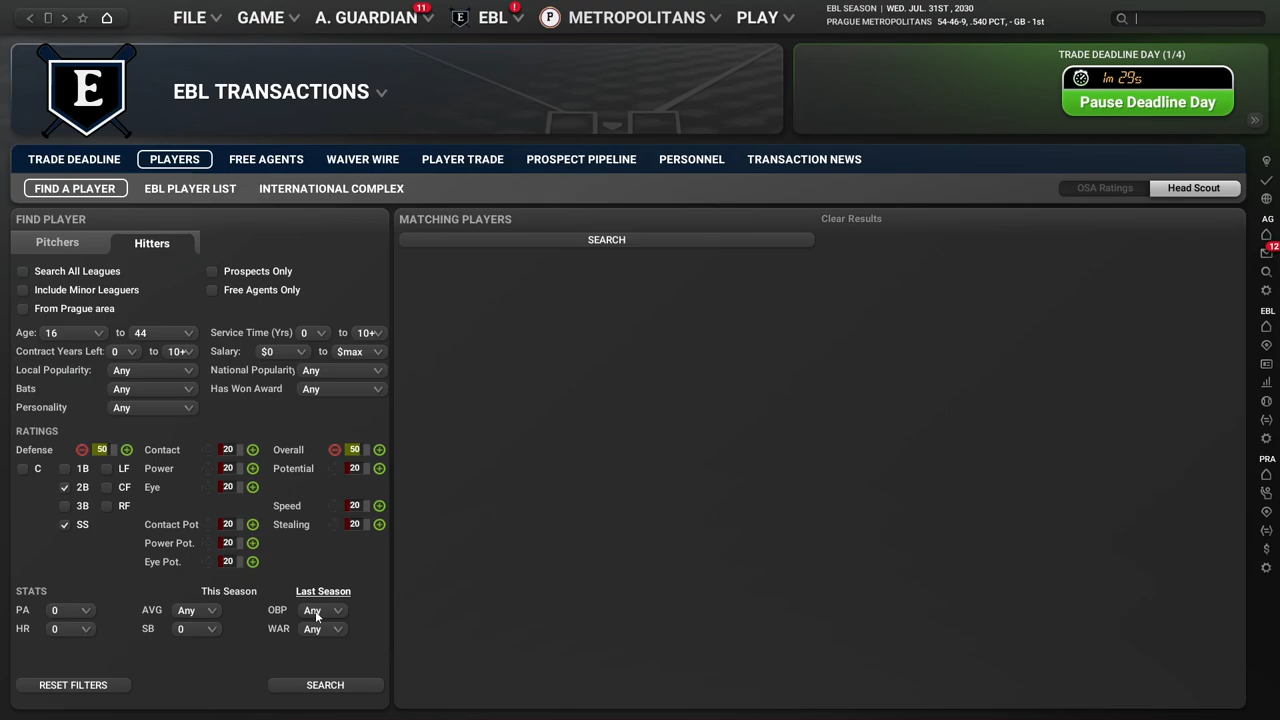 FILE GAME A. GUARDIAN 11 EBL ! METROPOLITANS PLAY
EBL SEASON | WED. JUL. 31ST , 2030
PRAGUE METROPOLITANS 54-46-9, .540 PCT, - GB - 1st
E
EBL TRANSACTIONS
TRADE DEADLINE DAY (1/4)
1m 29s
Pause Deadline Day
TRADE DEADLINE PLAYERS FREE AGENTS WAIVER WIRE PLAYER TRADE PROSPECT PIPELINE PERSONNEL TRANSACTION NEWS
FIND A PLAYER EBL PLAYER LIST INTERNATIONAL COMPLEX OSA Ratings Head Scout
FIND PLAYER
Pitchers Hitters
Search All Leagues Prospects Only
Include Minor Leaguers Free Agents Only
From Prague area
Age: 16 to 44 Service Time (Yrs) 0 to 10+
Contract Years Left: 0 to 10+ Salary: $0 to $max
Local Popularity: Any National Popularity Any
Bats Any Has Won Award Any
Personality Any
RATINGS
Defense 50 Contact 20 Overall 50
C 1B LF Power 20 Potential 20
2B CF Eye 20
3B RF Speed 20
SS Contact Pot 20 Stealing 20
Power Pot. 20
Eye Pot. 20
STATS This Season Last Season
PA 0 AVG Any OBP Any
HR 0 SB 0 WAR Any
RESET FILTERS SEARCH
MATCHING PLAYERS Clear Results
SEARCH
AG
12
EBL
PRA